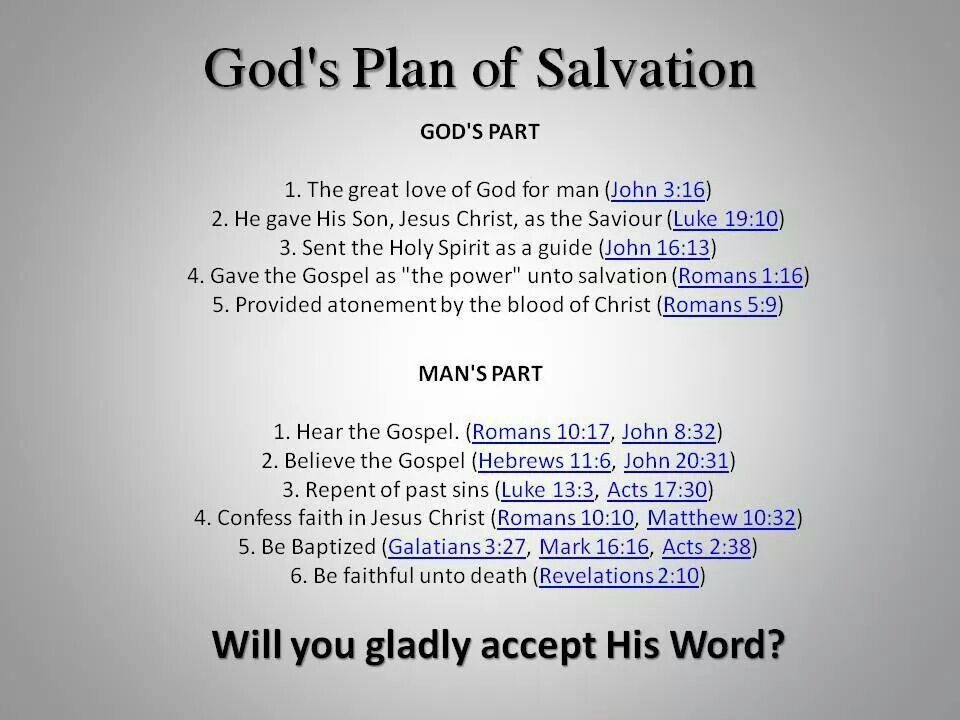 God's Plan of Salvation
GOD'S PART
1. The great love of God for man (John 3:16)
2. He gave His Son, Jesus Christ, as the Saviour (Luke 19:10)
3. Sent the Holy Spirit as a guide (John 16:13)
4. Gave the Gospel as "the power" unto salvation (Romans 1:16)
5. Provided atonement by the blood of Christ (Romans 5:9)
MAN'S PART
1. Hear the Gospel. (Romans 10:17, John 8:32)
2. Believe the Gospel (Hebrews 11:6, John 20:31)
3. Repent of past sins (Luke 13:3, Acts 17:30)
4. Confess faith in Jesus Christ (Romans 10:10, Matthew 10:32)
5. Be Baptized (Galatians 3:27, Mark 16:16, Acts 2:38)
6. Be faithful unto death (Revelations 2:10)
Will you gladly accept His Word?